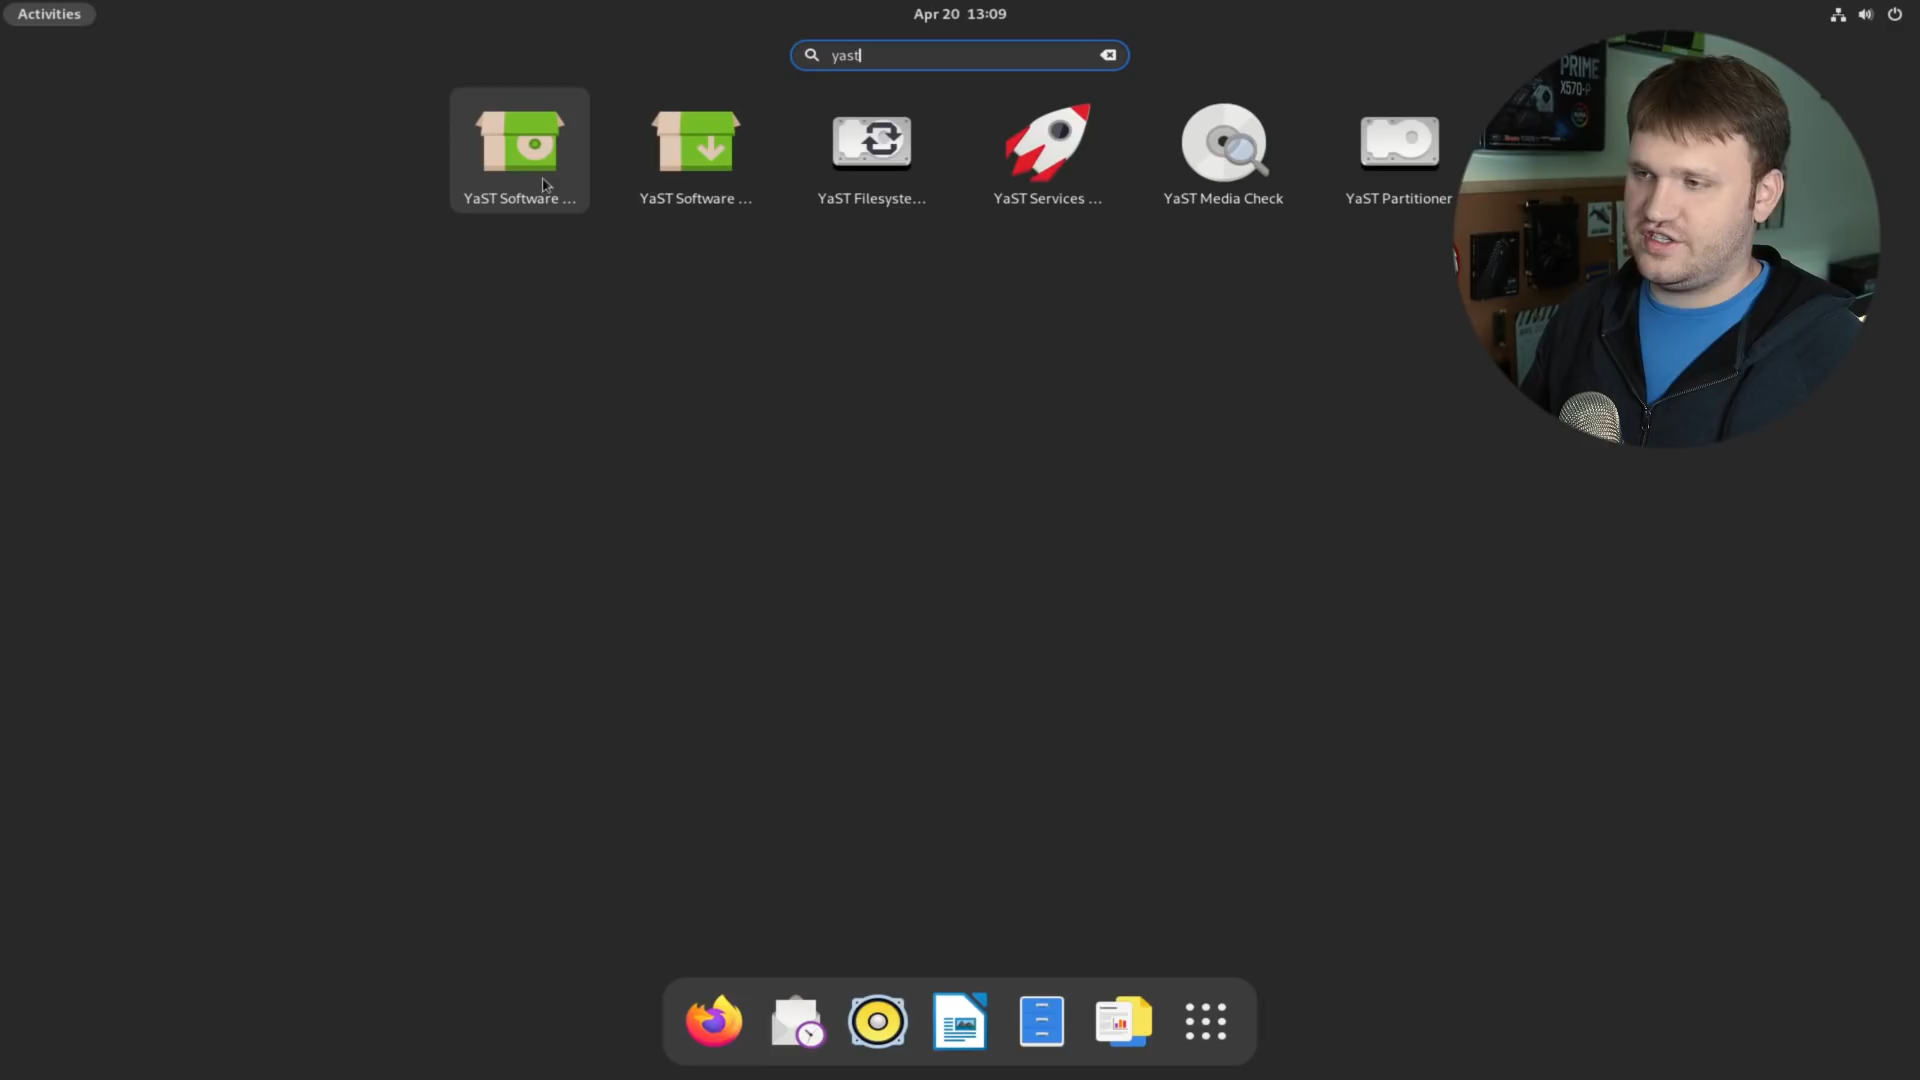 Activities
Apr 20 13:09
yast
YaST Software ...
YaST Software ...
YaST Filesyste...
YaST Services ...
YaST Media Check
YaST Partitioner
PRIME
X570-P